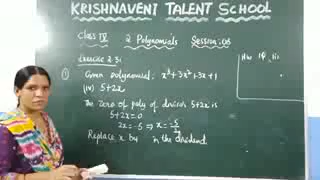 KRISHNAVENI TALENT SCHOOL
Class IX 2 Polynomials Session: 08
Exercise 2.3:
① Given Polynomial: x³+3x²+3x+1
(iv) 5+2x
The zero of poly of divisor 5+2x is
5+2x=0
2x=-5 ⇒ x=-5/2
Replace x by in the dividend.